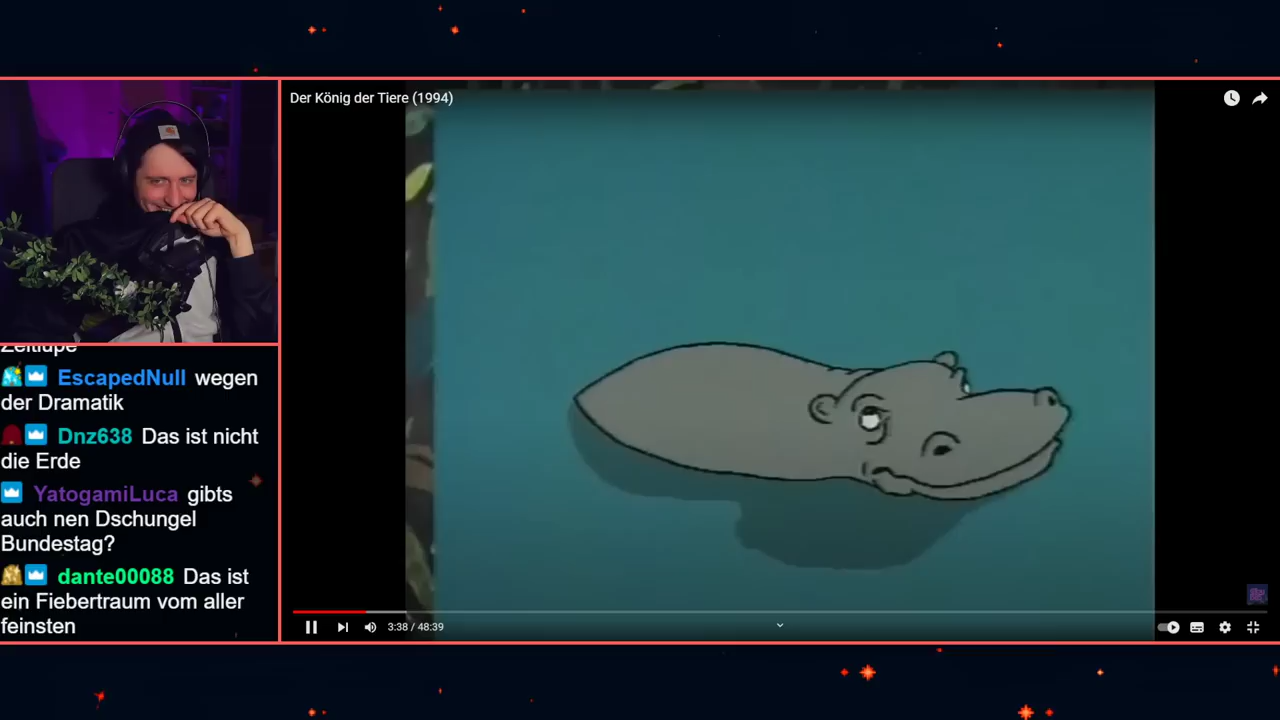 Der König der Tiere (1994)
Zeitlupe
EscapedNull wegen
der Dramatik
Dnz638 Das ist nicht
die Erde
YatogamiLuca gibts
auch nen Dschungel
Bundestag?
dante00088 Das ist
ein Fiebertraum vom aller
feinsten
3:38 / 48:39